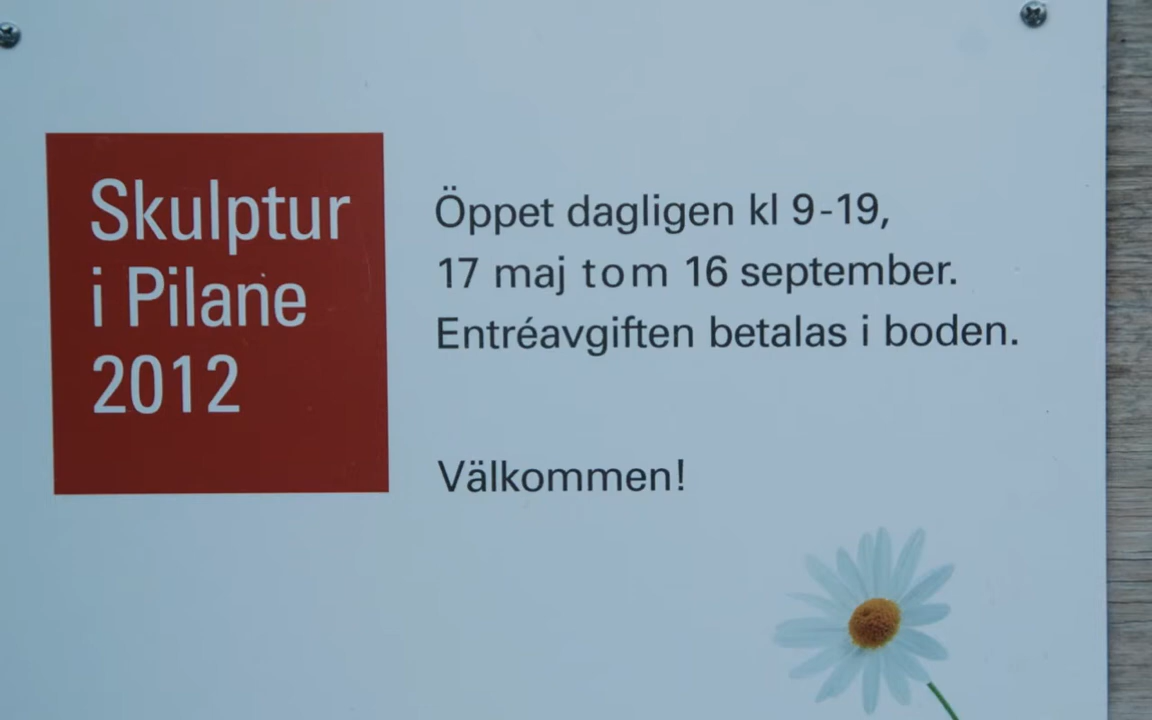 Skulptur
i Pilane
2012
Öppet dagligen kl 9-19,
17 maj tom 16 september.
Entréavgiften betalas i boden.
Välkommen!